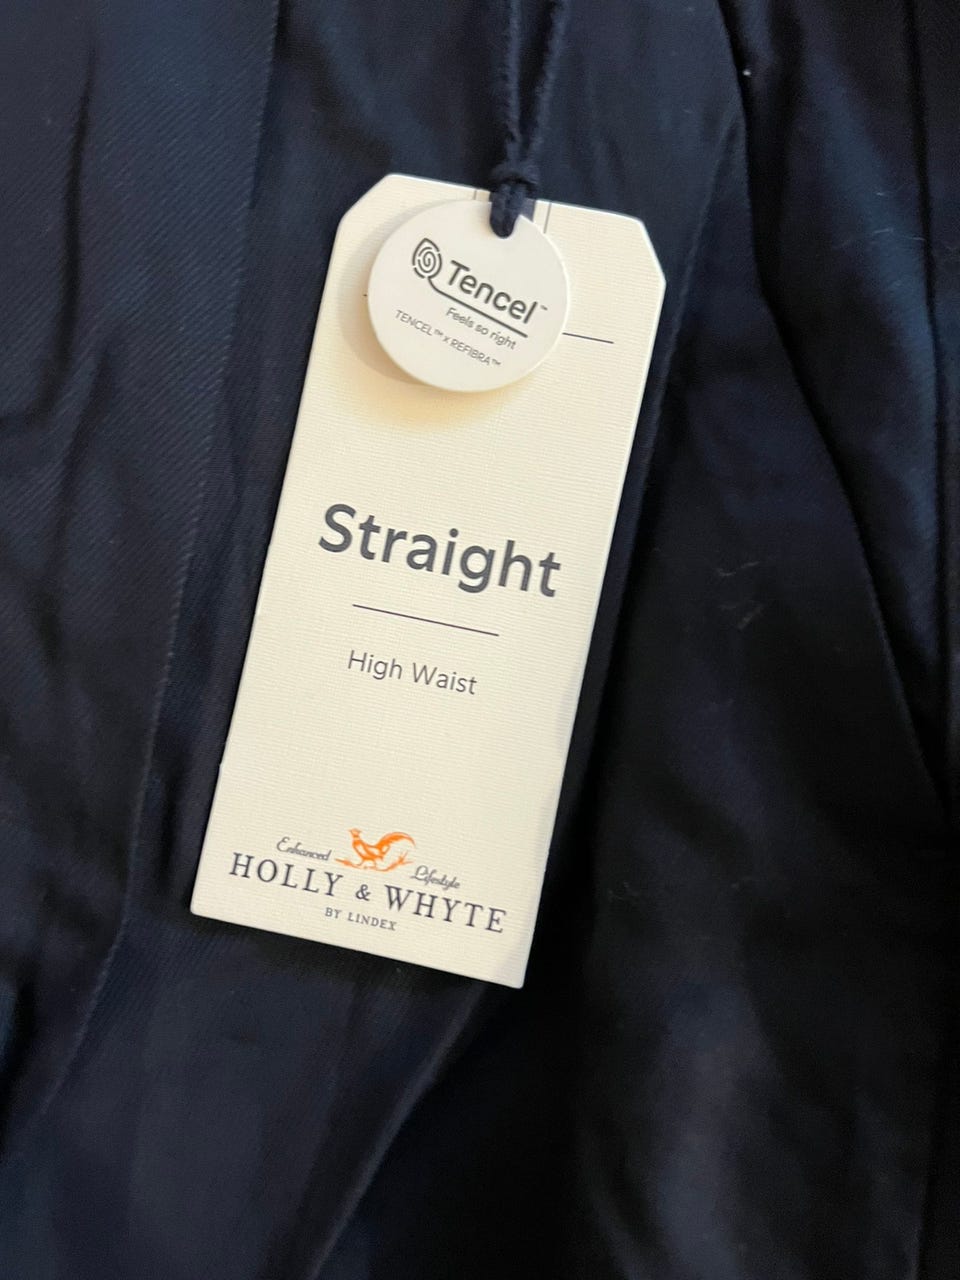 Tencel™
Feels so right
TENCEL™ x REFIBRA™
Straight
High Waist
Enhanced Lifestyle
HOLLY & WHYTE
BY LINDEX